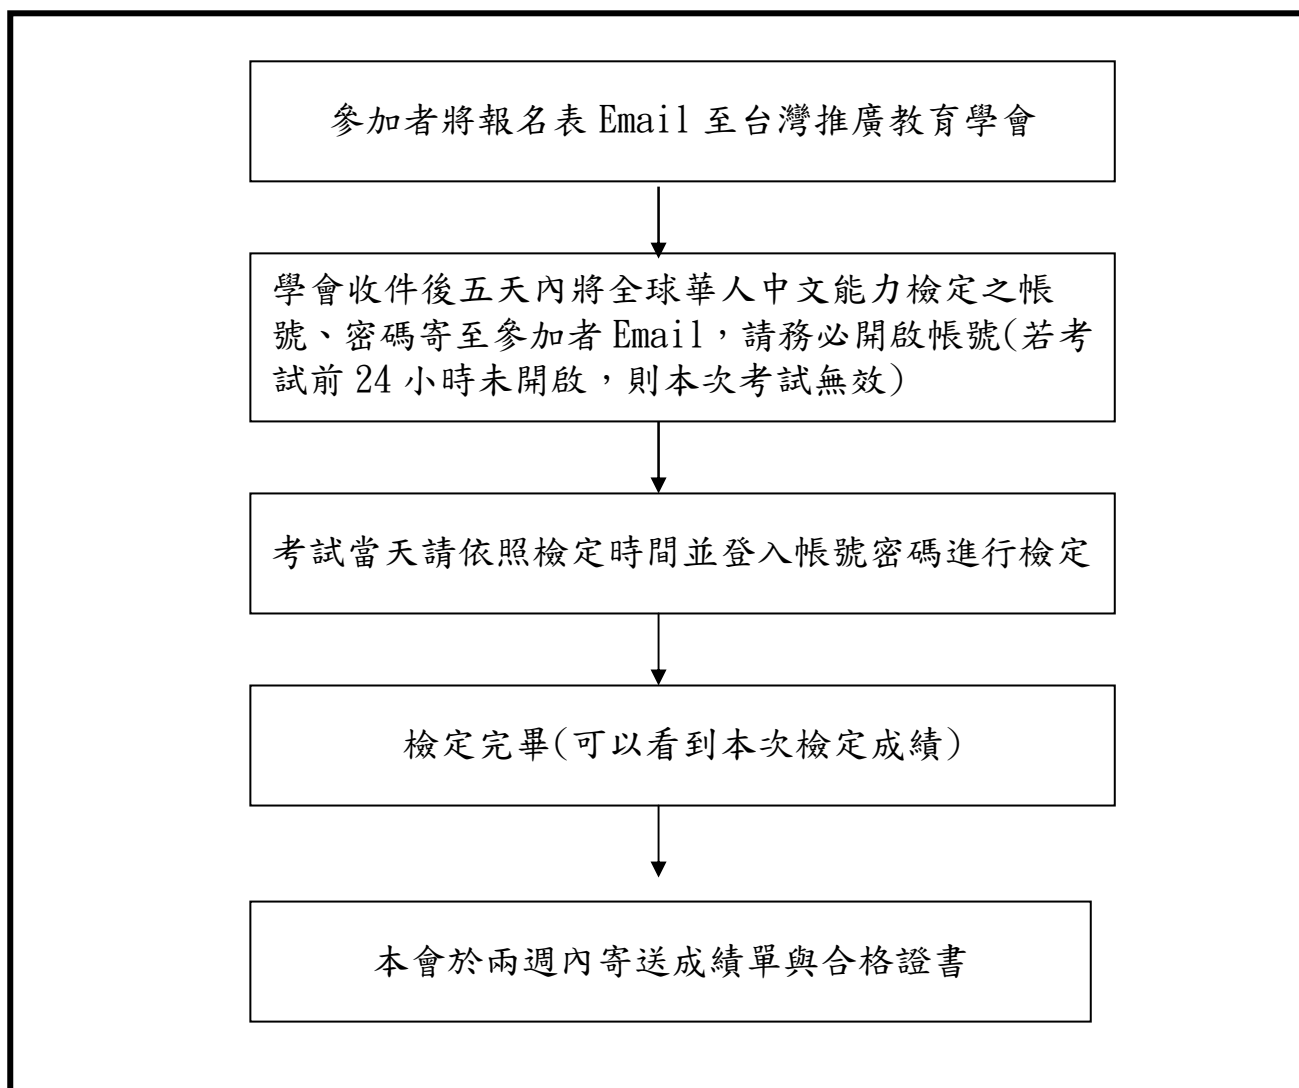 參加者將報名表 Email 至台灣推廣教育學會
學會收件後五天內將全球華人中文能力檢定之帳
號、密碼寄至參加者 Email，請務必開啟帳號(若考
試前 24 小時未開啟，則本次考試無效)
考試當天請依照檢定時間並登入帳號密碼進行檢定
檢定完畢(可以看到本次檢定成績)
本會於兩週內寄送成績單與合格證書